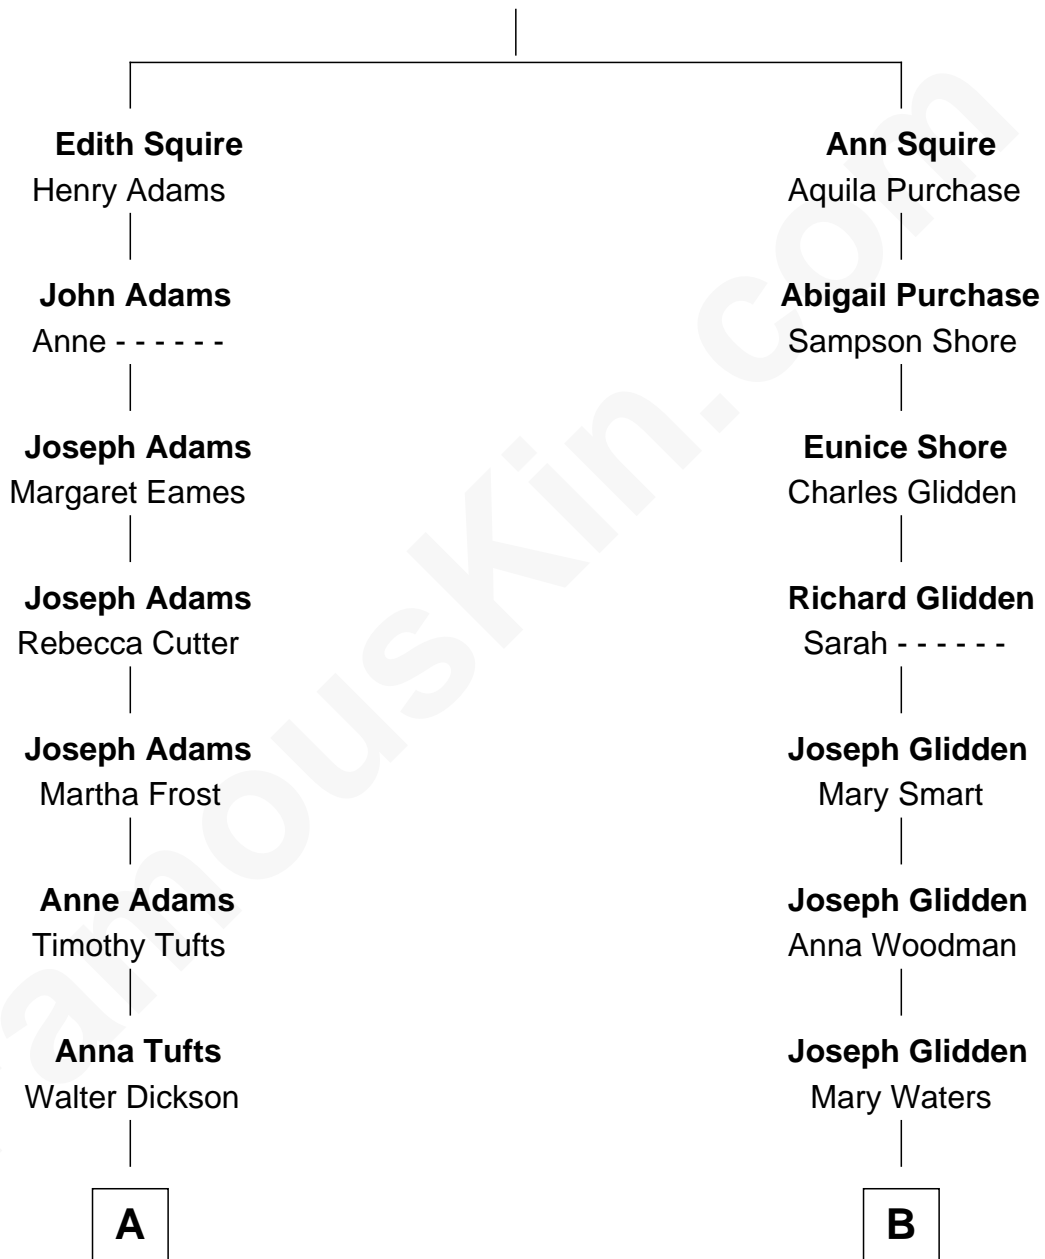 Edith Squire
Henry Adams
John Adams
Anne - - - - - -
Joseph Adams
Margaret Eames
Joseph Adams
Rebecca Cutter
Joseph Adams
Martha Frost
Anne Adams
Timothy Tufts
Anna Tufts
Walter Dickson
A
Ann Squire
Aquila Purchase
Abigail Purchase
Sampson Shore
Eunice Shore
Charles Glidden
Richard Glidden
Sarah - - - - - -
Joseph Glidden
Mary Smart
Joseph Glidden
Anna Woodman
Joseph Glidden
Mary Waters
B
amouskin.com